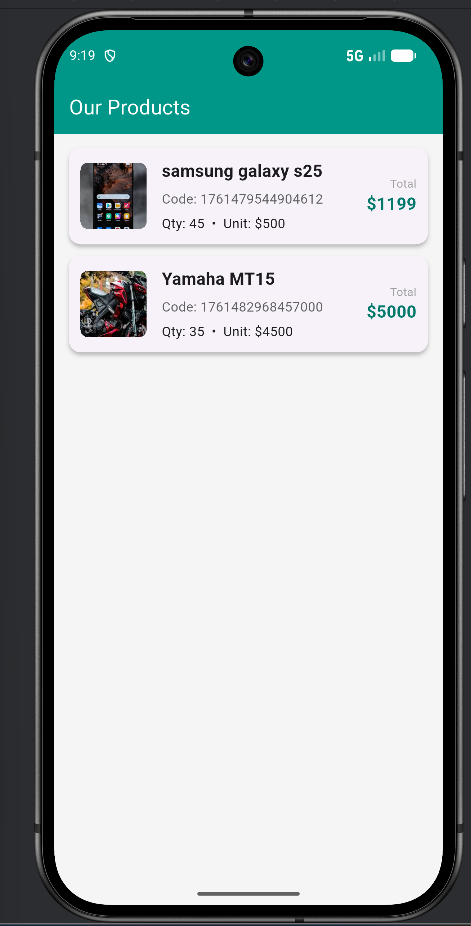 9:19 5G
Our Products
samsung galaxy s25
Code: 1761479544904612
Qty: 45 • Unit: $500
Total
$1199
Yamaha MT15
Code: 1761482968457000
Qty: 35 • Unit: $4500
Total
$5000